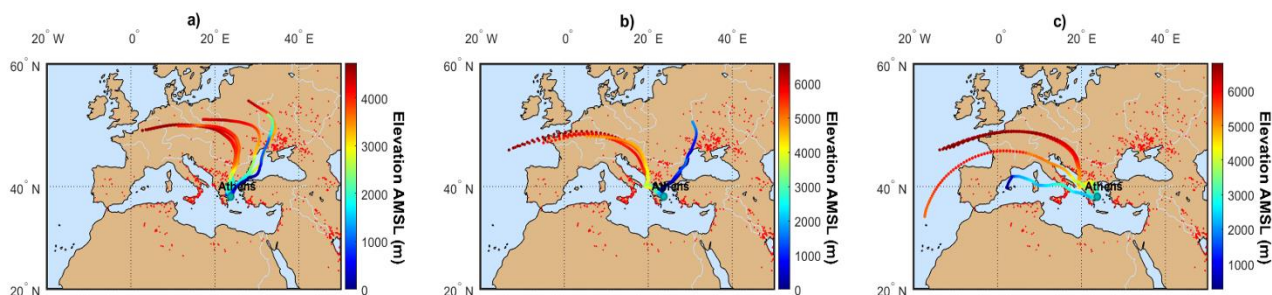 a)
20° W
0°
20° E
40° E
60° N
40° N
20° N
Athens
4000
3000
2000
1000
0
Elevation AMSL (m)
b)
20° W
0°
20° E
40° E
60° N
40° N
20° N
Athens
6000
5000
4000
3000
2000
1000
0
Elevation AMSL (m)
c)
20° W
0°
20° E
40° E
60° N
40° N
20° N
Athens
6000
5000
4000
3000
2000
1000
Elevation AMSL (m)